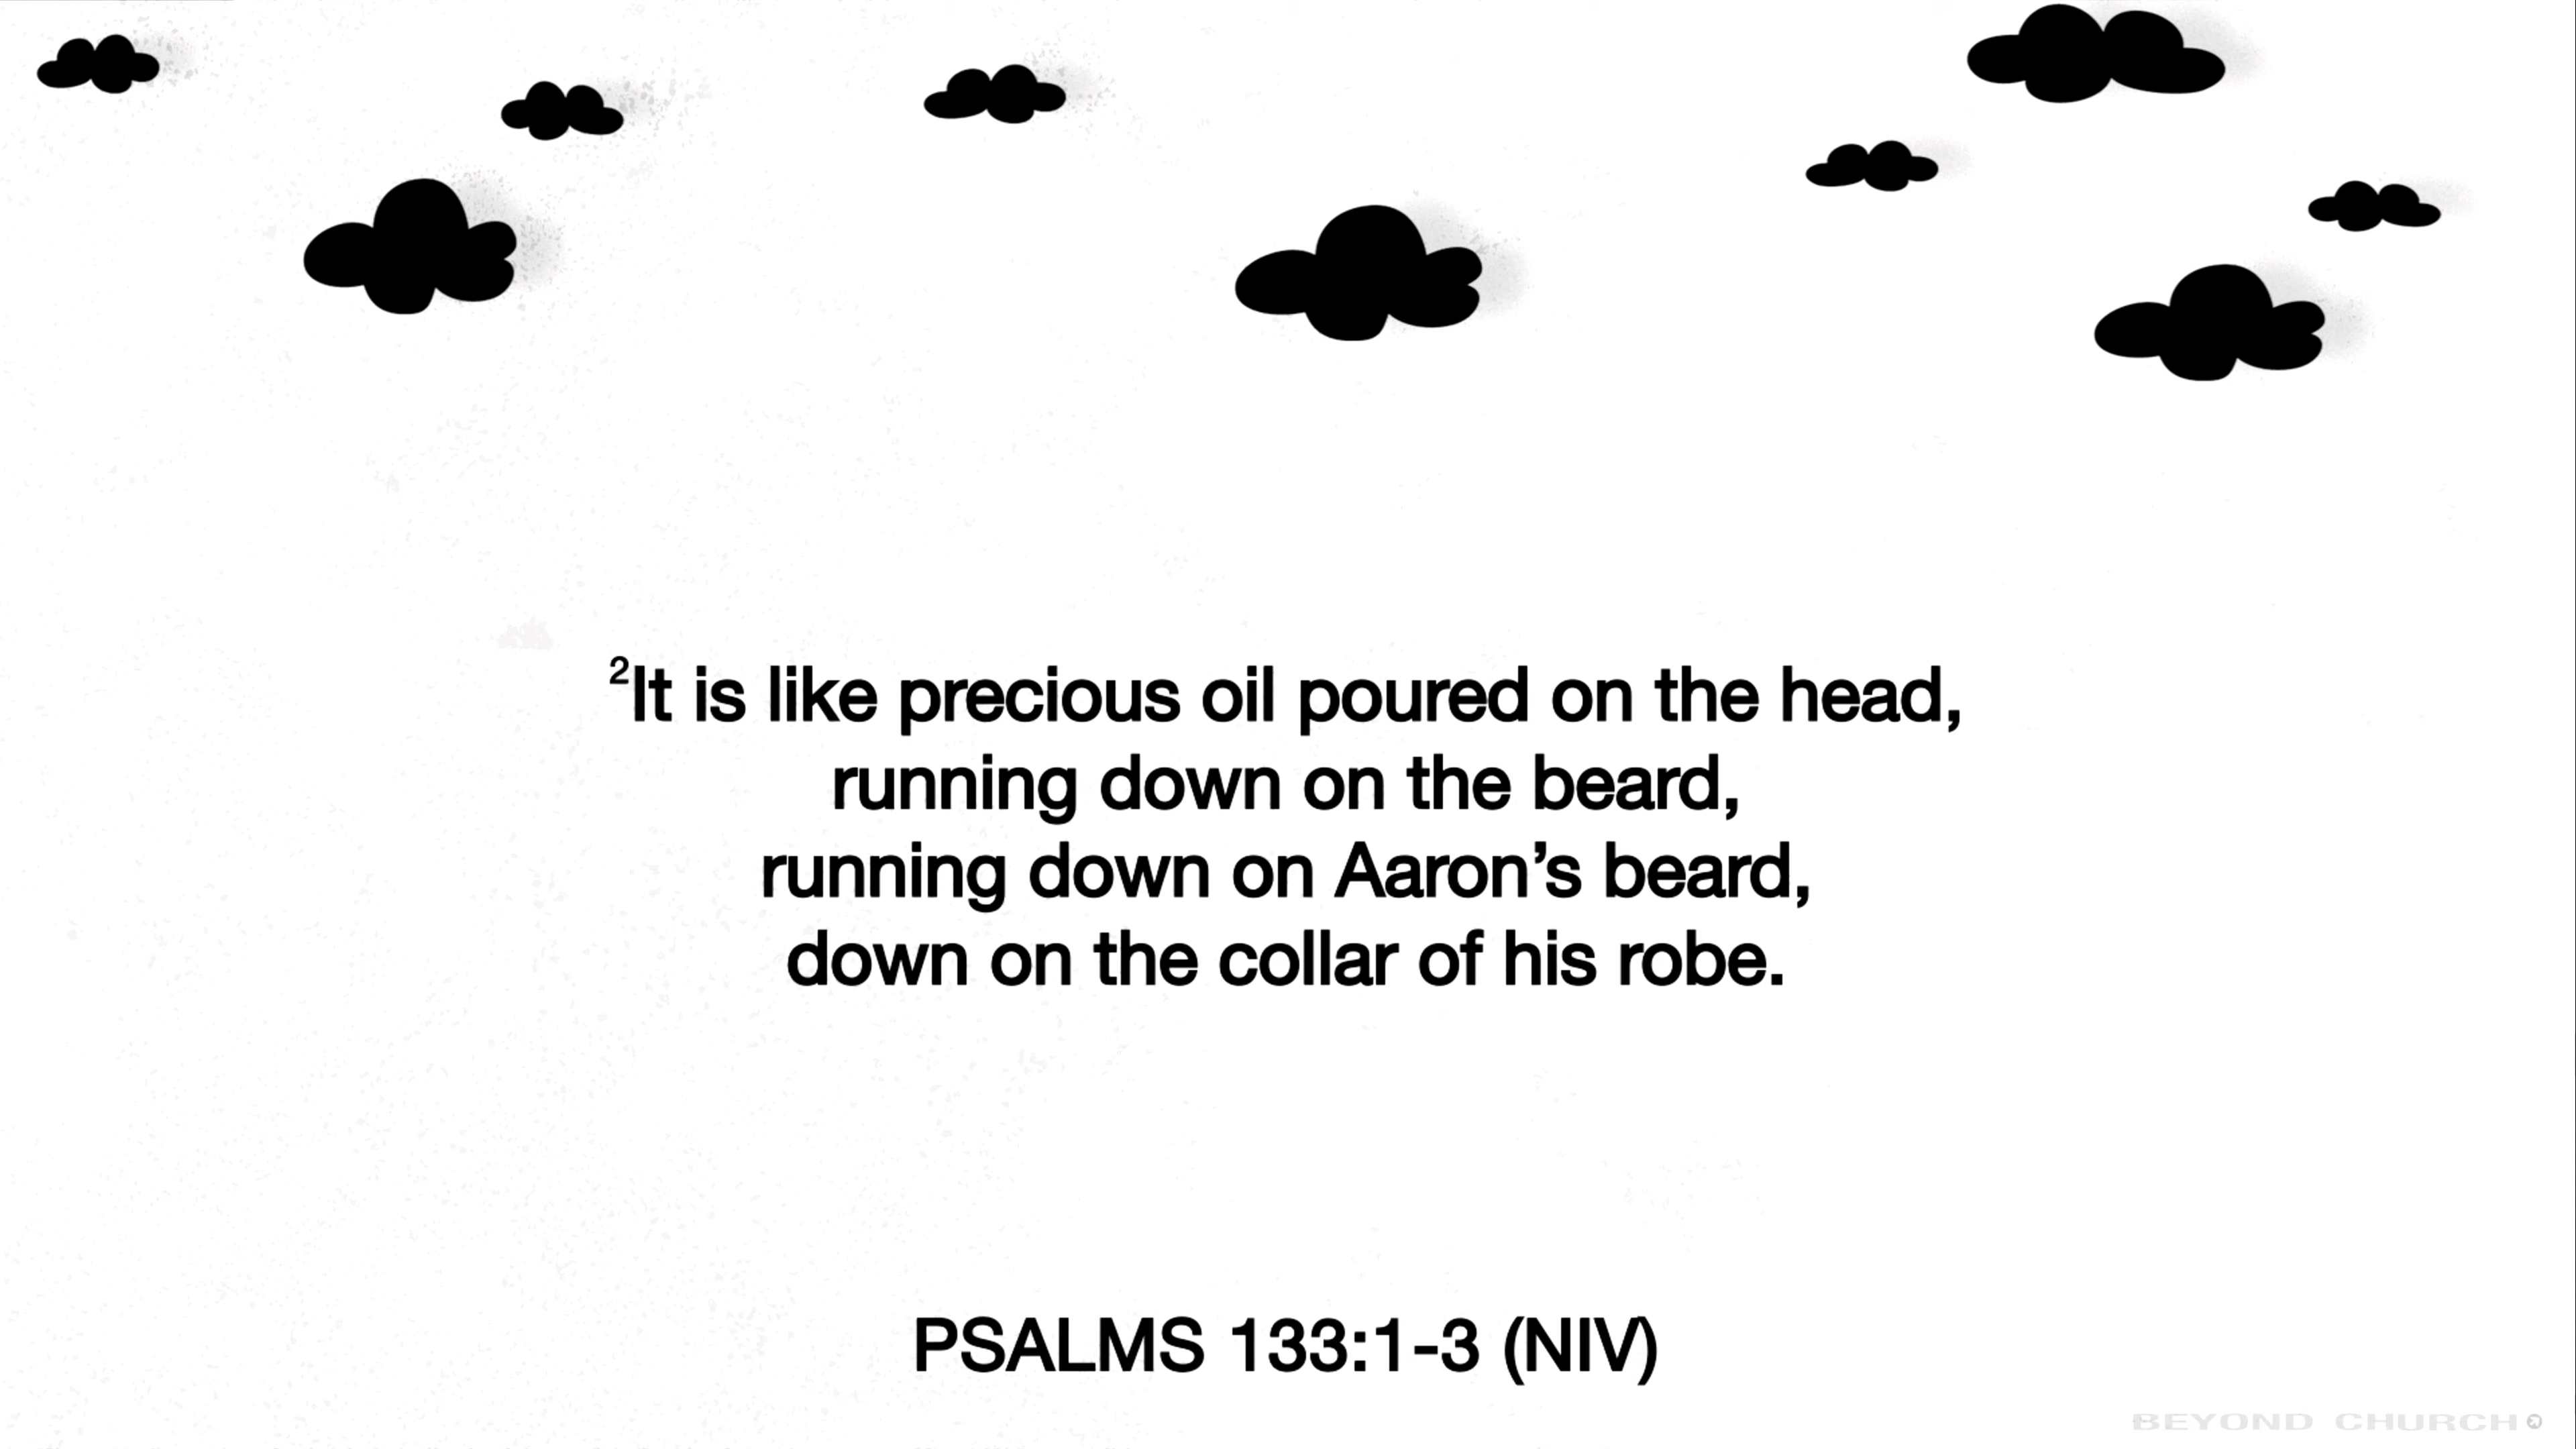 ²It is like precious oil poured on the head,
running down on the beard,
running down on Aaron’s beard,
down on the collar of his robe.
PSALMS 133:1-3 (NIV)
BEYOND CHURCH